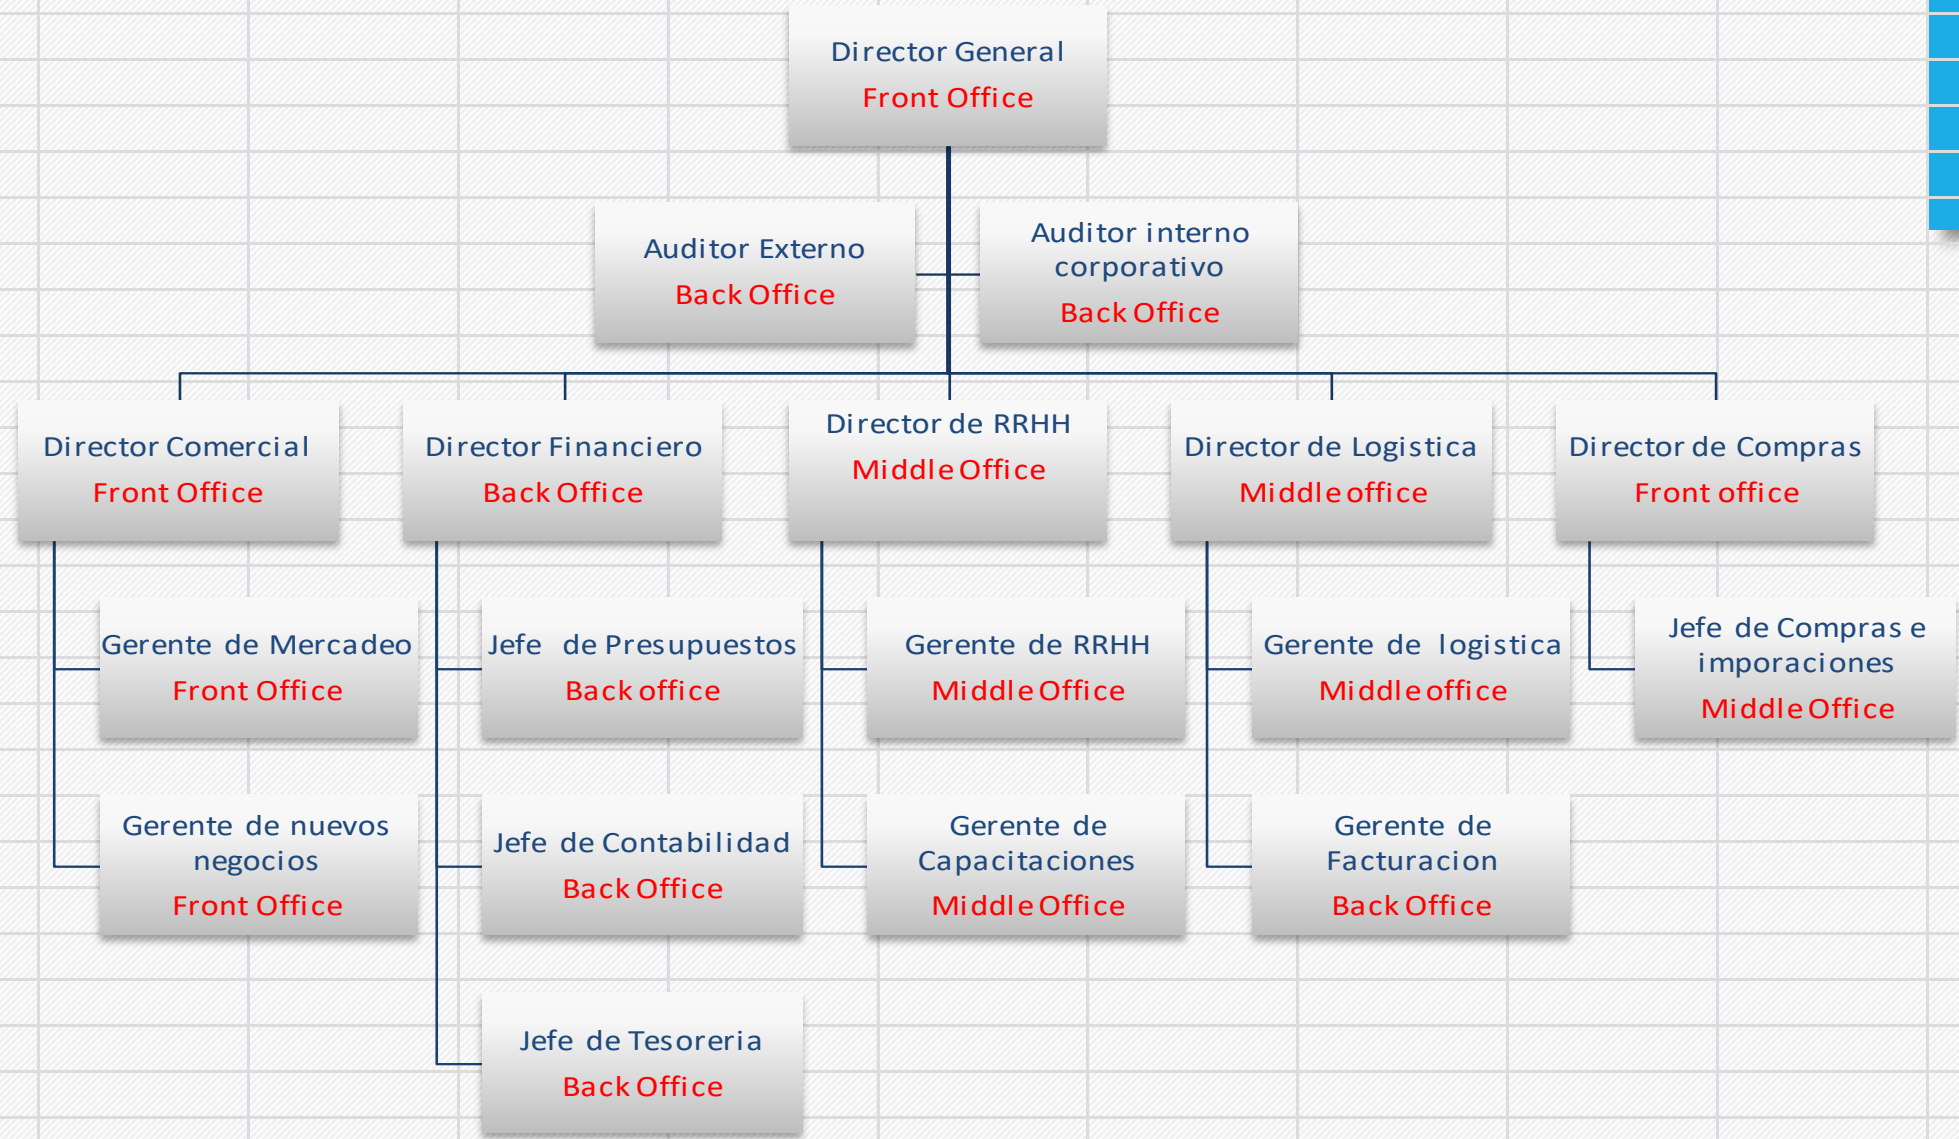 Director General
Front Office
Auditor Externo
Back Office
Auditor interno
corporativo
Back Office
Director Comercial
Front Office
Director Financiero
Back Office
Director de RRHH
Middle Office
Director de Logistica
Middle office
Director de Compras
Front office
Gerente de Mercadeo
Front Office
Jefe de Presupuestos
Back office
Gerente de RRHH
Middle Office
Gerente de logistica
Middle office
Jefe de Compras e
imporaciones
Middle Office
Gerente de nuevos
negocios
Front Office
Jefe de Contabilidad
Back Office
Gerente de
Capacitaciones
Middle Office
Gerente de
Facturacion
Back Office
Jefe de Tesoreria
Back Office